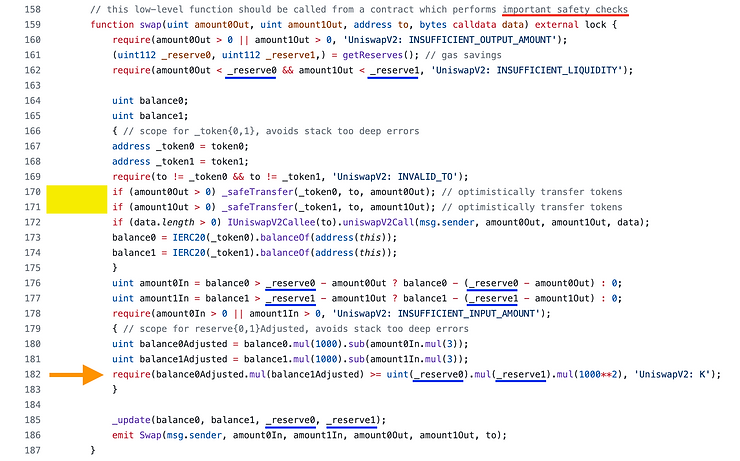 158 // this low-level function should be called from a contract which performs important safety checks
159 function swap(uint amount0Out, uint amount1Out, address to, bytes calldata data) external lock {
160 require(amount0Out > 0 || amount1Out > 0, 'UniswapV2: INSUFFICIENT_OUTPUT_AMOUNT');
161 (uint112 _reserve0, uint112 _reserve1,) = getReserves(); // gas savings
162 require(amount0Out < _reserve0 && amount1Out < _reserve1, 'UniswapV2: INSUFFICIENT_LIQUIDITY');
163
164 uint balance0;
165 uint balance1;
166 { // scope for _token{0,1}, avoids stack too deep errors
167 address _token0 = token0;
168 address _token1 = token1;
169 require(to != _token0 && to != _token1, 'UniswapV2: INVALID_TO');
170 if (amount0Out > 0) _safeTransfer(_token0, to, amount0Out); // optimistically transfer tokens
171 if (amount1Out > 0) _safeTransfer(_token1, to, amount1Out); // optimistically transfer tokens
172 if (data.length > 0) IUniswapV2Callee(to).uniswapV2Call(msg.sender, amount0Out, amount1Out, data);
173 balance0 = IERC20(_token0).balanceOf(address(this));
174 balance1 = IERC20(_token1).balanceOf(address(this));
175 }
176 uint amount0In = balance0 > _reserve0 - amount0Out ? balance0 - (_reserve0 - amount0Out) : 0;
177 uint amount1In = balance1 > _reserve1 - amount1Out ? balance1 - (_reserve1 - amount1Out) : 0;
178 require(amount0In > 0 || amount1In > 0, 'UniswapV2: INSUFFICIENT_INPUT_AMOUNT');
179 { // scope for reserve{0,1}Adjusted, avoids stack too deep errors
180 uint balance0Adjusted = balance0.mul(1000).sub(amount0In.mul(3));
181 uint balance1Adjusted = balance1.mul(1000).sub(amount1In.mul(3));
182 require(balance0Adjusted.mul(balance1Adjusted) >= uint(_reserve0).mul(_reserve1).mul(1000**2), 'UniswapV2: K');
183 }
184
185 _update(balance0, balance1, _reserve0, _reserve1);
186 emit Swap(msg.sender, amount0In, amount1In, amount0Out, amount1Out, to);
187 }